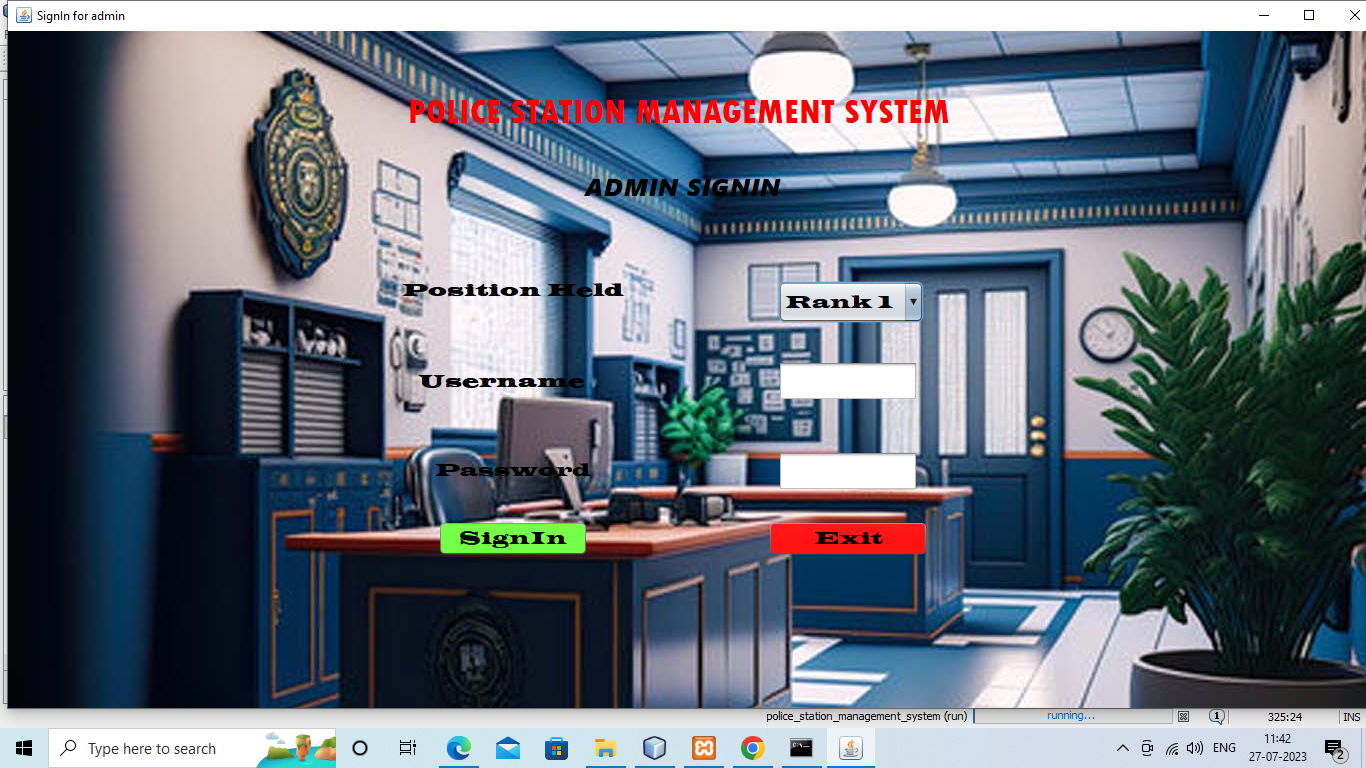 SignIn for admin
POLICE STATION MANAGEMENT SYSTEM
ADMIN SIGNIN
Position Held
Rank 1
Username
Password
SignIn
Exit
police_station_management_system (run)
running...
1
325:24
INS
Type here to search
ENG
11:42
27-07-2023
2